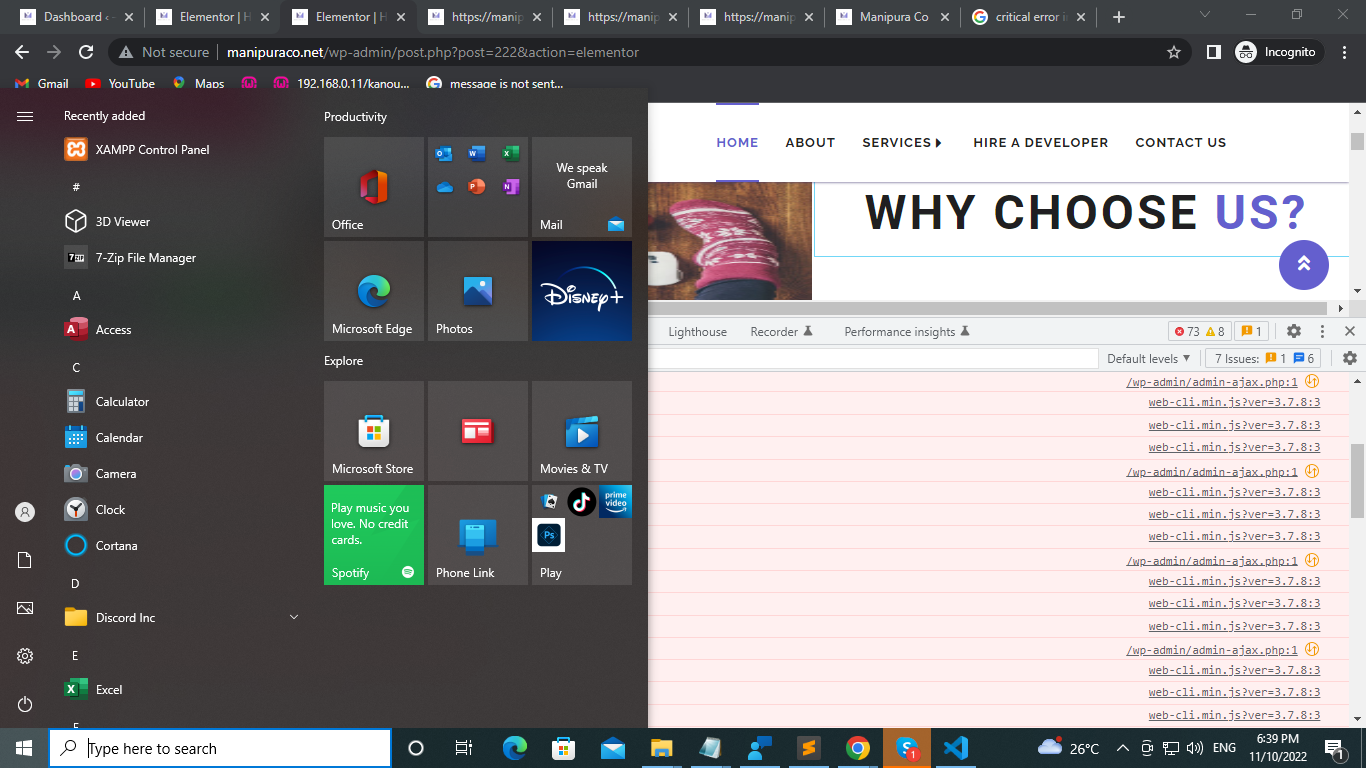 Dashboard ‹ -
Elementor | H
Elementor | H
https://manip
https://manip
https://manip
Manipura Co
critical error i
Not secure
manipuraco.net/wp-admin/post.php?post=222&action=elementor
Incognito
Gmail
YouTube
Maps
192.168.0.11/kanou...
message is not sent...
HOME
ABOUT
SERVICES
HIRE A DEVELOPER
CONTACT US
WHY CHOOSE US?
Recently added
XAMPP Control Panel
#
3D Viewer
7-Zip File Manager
A
Access
C
Calculator
Calendar
Camera
Clock
Cortana
D
Discord Inc
E
Excel
F
Productivity
Office
We speak
Gmail
Mail
Microsoft Edge
Photos
Disney+
Explore
Microsoft Store
Movies & TV
Play music you
love. No credit
cards.
Spotify
Phone Link
prime
video
Ps
Play
Lighthouse
Recorder
Performance insights
73
8
1
Default levels
7 Issues:
1
6
/wp-admin/admin-ajax.php:1
web-cli.min.js?ver=3.7.8:3
web-cli.min.js?ver=3.7.8:3
web-cli.min.js?ver=3.7.8:3
/wp-admin/admin-ajax.php:1
web-cli.min.js?ver=3.7.8:3
web-cli.min.js?ver=3.7.8:3
web-cli.min.js?ver=3.7.8:3
/wp-admin/admin-ajax.php:1
web-cli.min.js?ver=3.7.8:3
web-cli.min.js?ver=3.7.8:3
web-cli.min.js?ver=3.7.8:3
/wp-admin/admin-ajax.php:1
web-cli.min.js?ver=3.7.8:3
web-cli.min.js?ver=3.7.8:3
web-cli.min.js?ver=3.7.8:3
Type here to search
1
26°C
ENG
6:39 PM
11/10/2022
1